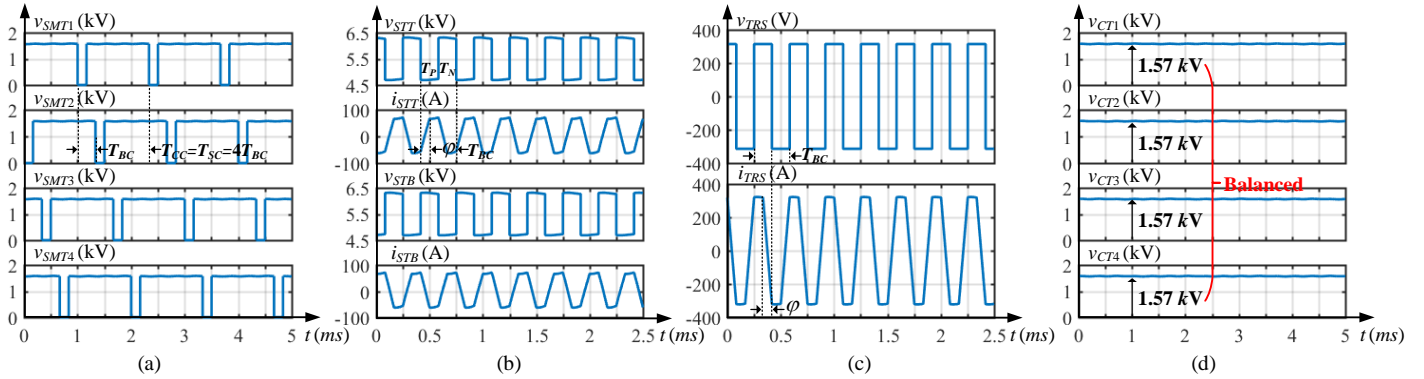 v_SMT1 (kV)
2
1
0
v_SMT2 (kV)
2
1
0
T_BC
T_CC=T_SC=4T_BC
v_SMT3 (kV)
2
1
0
v_SMT4 (kV)
2
1
0
0 1 2 3 4 5 t (ms)
(a)
v_STT (kV)
6.5
T_P T_N
4.5
i_STT (A)
100
0
-100
φ
T_BC
v_STB (kV)
6.5
4.5
i_STB (A)
100
0
-100
0 0.5 1 1.5 2 2.5 t (ms)
(b)
v_TRS (V)
400
200
0
-200
-400
T_BC
i_TRS (A)
400
200
0
-200
-400
φ
0 0.5 1 1.5 2 2.5 t (ms)
(c)
v_CT1 (kV)
2
1
0
1.57 kV
v_CT2 (kV)
2
1
0
1.57 kV
v_CT3 (kV)
2
1
0
1.57 kV
Balanced
v_CT4 (kV)
2
1
0
1.57 kV
0 1 2 3 4 5 t (ms)
(d)